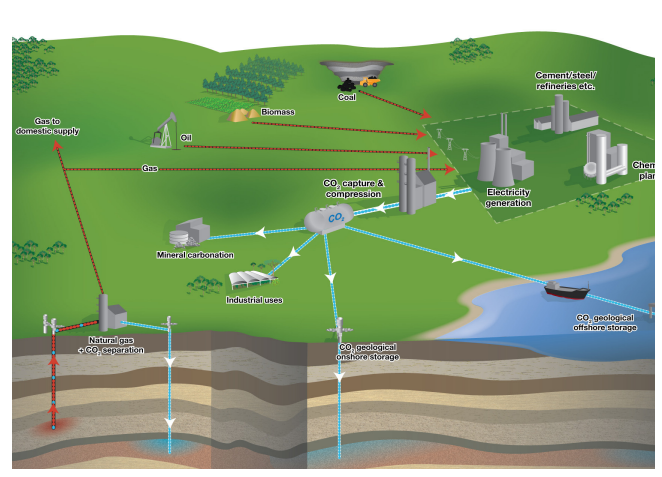 Cement/steel/
refineries etc.
Coal
Biomass
Gas to
domestic supply
Oil
Gas
CO₂ capture &
compression
Electricity
generation
CO₂
Mineral carbonation
Industrial uses
CO₂ geological
offshore storage
Natural gas
+ CO₂ separation
CO₂ geological
onshore storage